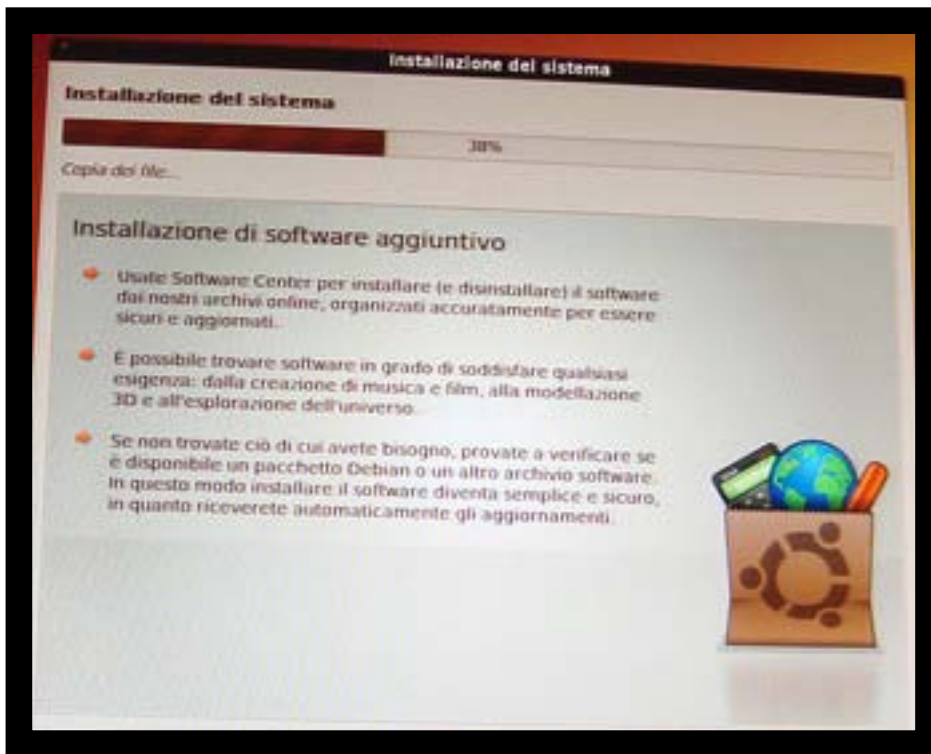 Installazione del sistema
Installazione del sistema
38%
Copia dei file...
Installazione di software aggiuntivo
Usate Software Center per installare (e disinstallare) il software
dai nostri archivi online, organizzati accuratamente per essere
sicuri e aggiornati.
È possibile trovare software in grado di soddisfare qualsiasi
esigenza: dalla creazione di musica e film, alla modellazione
3D e all'esplorazione dell'universo.
Se non trovate ciò di cui avete bisogno, provate a verificare se
è disponibile un pacchetto Debian o un altro archivio software.
In questo modo installare il software diventa semplice e sicuro,
in quanto riceverete automaticamente gli aggiornamenti.